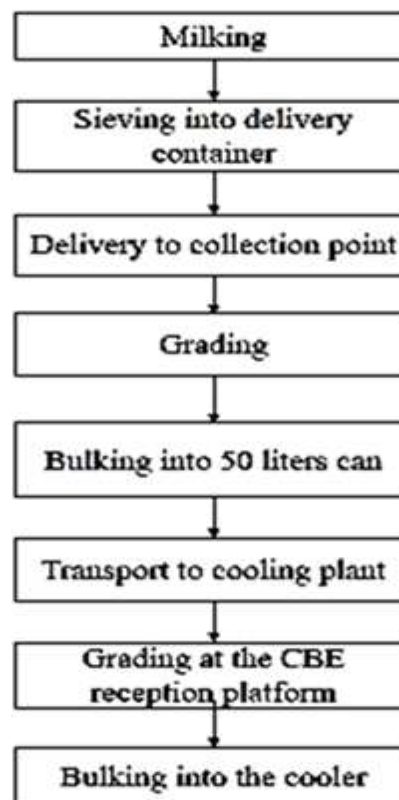 Milking
Sieving into delivery
container
Delivery to collection point
Grading
Bulking into 50 liters can
Transport to cooling plant
Grading at the CBE
reception platform
Bulking into the cooler